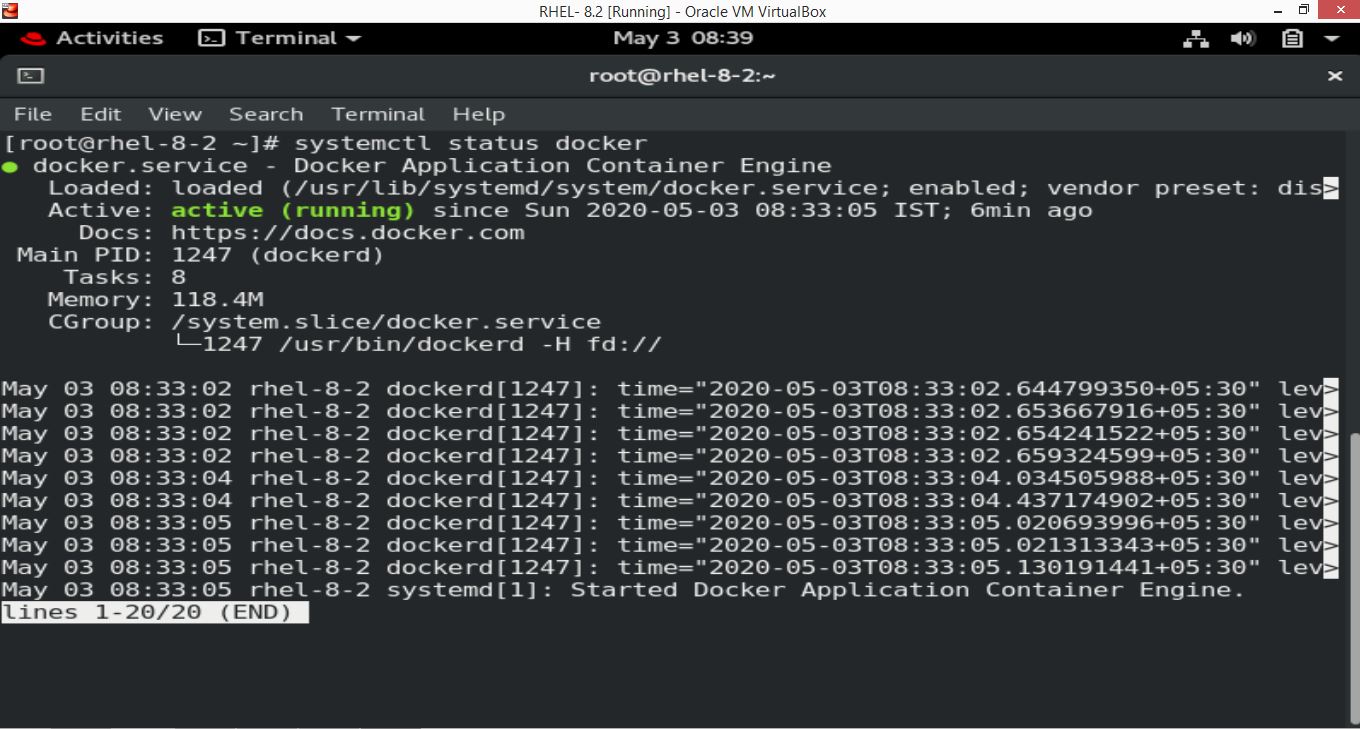 RHEL- 8.2 [Running] - Oracle VM VirtualBox
Activities Terminal May 3 08:39
root@rhel-8-2:~
File Edit View Search Terminal Help
[root@rhel-8-2 ~]# systemctl status docker
● docker.service - Docker Application Container Engine
   Loaded: loaded (/usr/lib/systemd/system/docker.service; enabled; vendor preset: dis>
   Active: active (running) since Sun 2020-05-03 08:33:05 IST; 6min ago
     Docs: https://docs.docker.com
 Main PID: 1247 (dockerd)
    Tasks: 8
   Memory: 118.4M
   CGroup: /system.slice/docker.service
           └─1247 /usr/bin/dockerd -H fd://
May 03 08:33:02 rhel-8-2 dockerd[1247]: time="2020-05-03T08:33:02.644799350+05:30" lev>
May 03 08:33:02 rhel-8-2 dockerd[1247]: time="2020-05-03T08:33:02.653667916+05:30" lev>
May 03 08:33:02 rhel-8-2 dockerd[1247]: time="2020-05-03T08:33:02.654241522+05:30" lev>
May 03 08:33:02 rhel-8-2 dockerd[1247]: time="2020-05-03T08:33:02.659324599+05:30" lev>
May 03 08:33:04 rhel-8-2 dockerd[1247]: time="2020-05-03T08:33:04.034505988+05:30" lev>
May 03 08:33:04 rhel-8-2 dockerd[1247]: time="2020-05-03T08:33:04.437174902+05:30" lev>
May 03 08:33:05 rhel-8-2 dockerd[1247]: time="2020-05-03T08:33:05.020693996+05:30" lev>
May 03 08:33:05 rhel-8-2 dockerd[1247]: time="2020-05-03T08:33:05.021313343+05:30" lev>
May 03 08:33:05 rhel-8-2 dockerd[1247]: time="2020-05-03T08:33:05.130191441+05:30" lev>
May 03 08:33:05 rhel-8-2 systemd[1]: Started Docker Application Container Engine.
lines 1-20/20 (END)